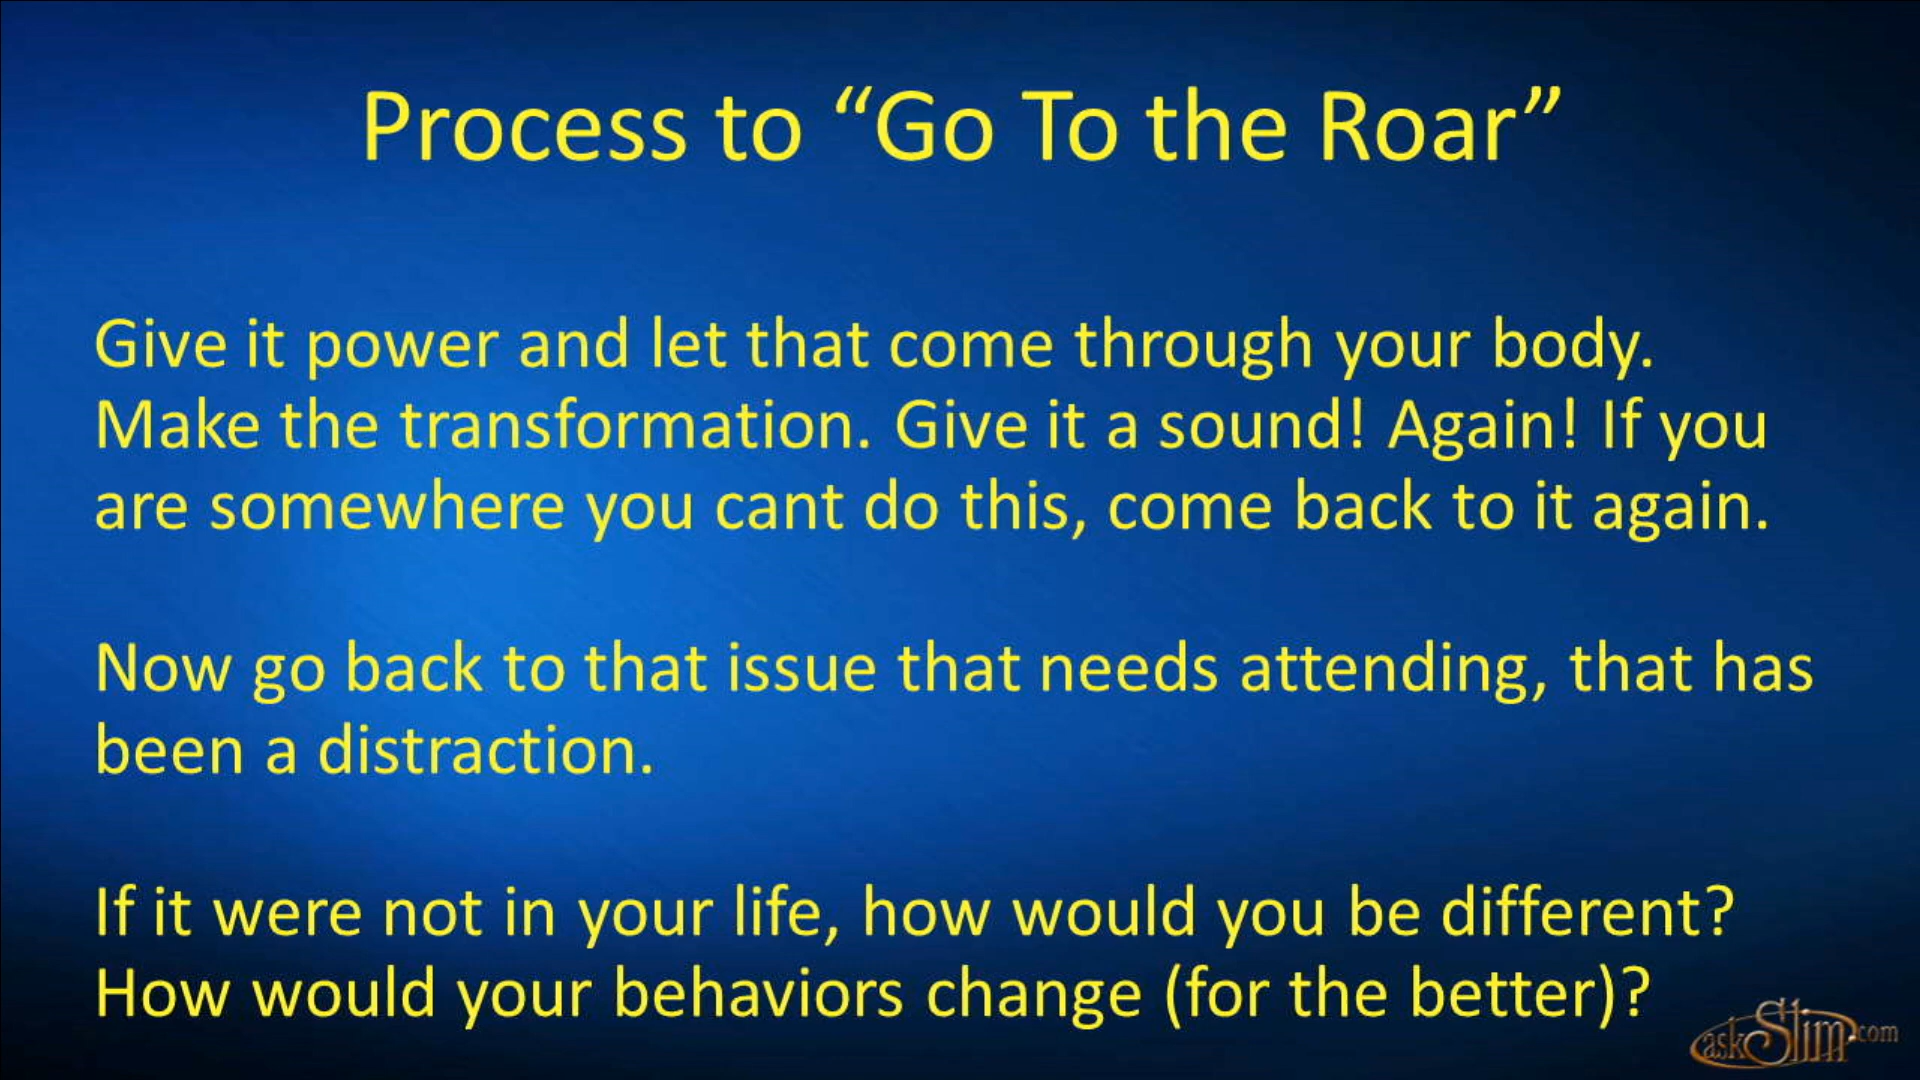 Process to “Go To the Roar”
Give it power and let that come through your body.
Make the transformation. Give it a sound! Again! If you
are somewhere you cant do this, come back to it again.
Now go back to that issue that needs attending, that has
been a distraction.
If it were not in your life, how would you be different?
How would your behaviors change (for the better)?
askSlim.com